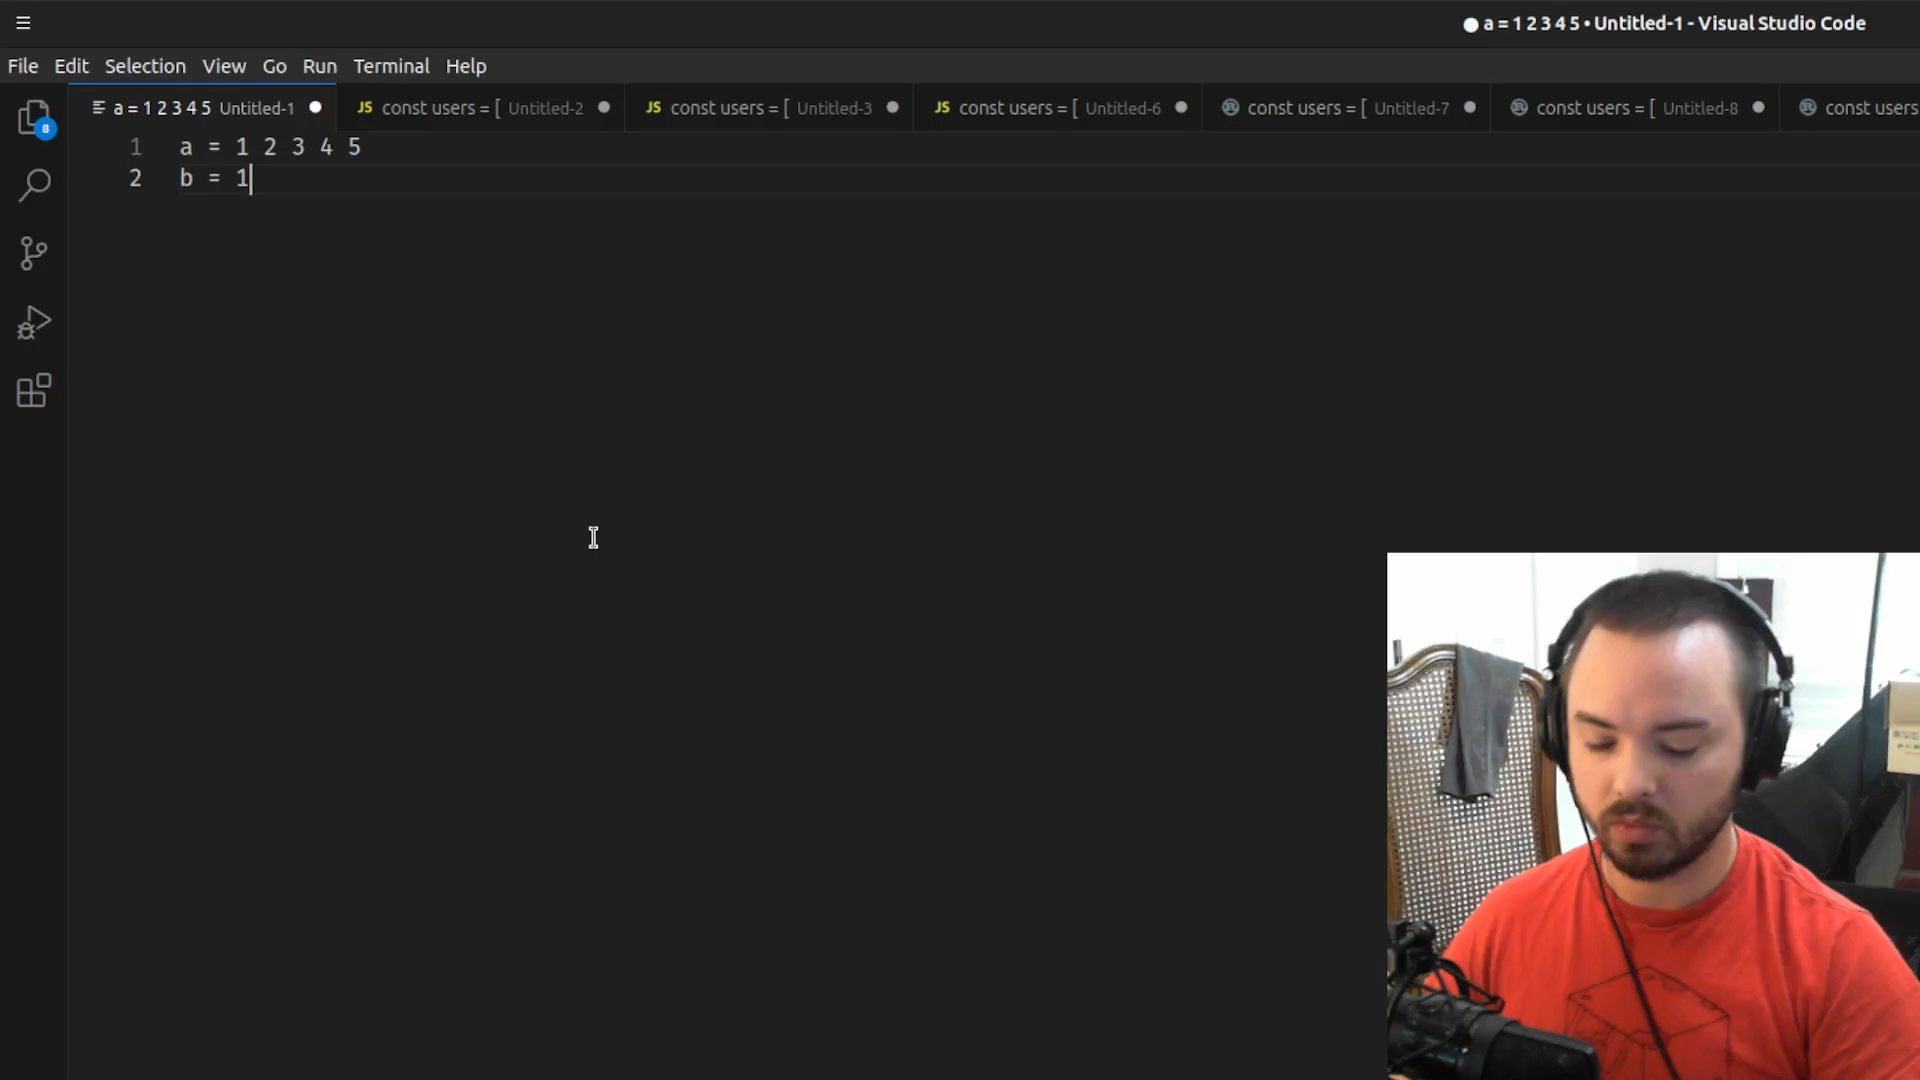 a = 1 2 3 4 5 • Untitled-1 - Visual Studio Code
File Edit Selection View Go Run Terminal Help
a = 1 2 3 4 5 Untitled-1 JS const users = [ Untitled-2 JS const users = [ Untitled-3 JS const users = [ Untitled-6 const users = [ Untitled-7 const users = [ Untitled-8 const users
8
1 a = 1 2 3 4 5
2 b = 1